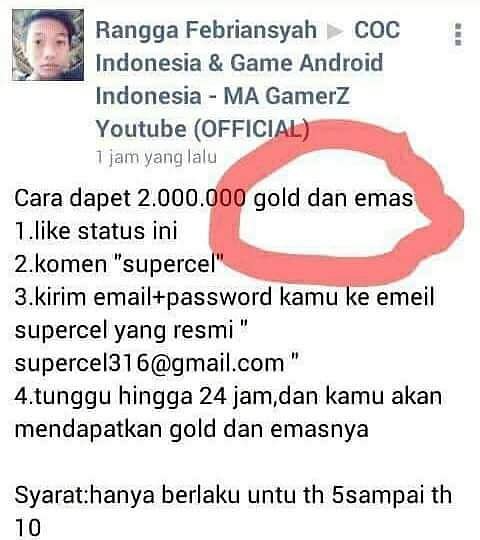 Rangga Febriansyah ▶ COC
Indonesia & Game Android
Indonesia - MA GamerZ
Youtube (OFFICIAL)
1 jam yang lalu
Cara dapet 2.000.000 gold dan emas
1.like status ini
2.komen "supercel"
3.kirim email+password kamu ke emeil
supercel yang resmi "
supercel316@gmail.com "
4.tunggu hingga 24 jam,dan kamu akan
mendapatkan gold dan emasnya
Syarat:hanya berlaku untu th 5sampai th
10